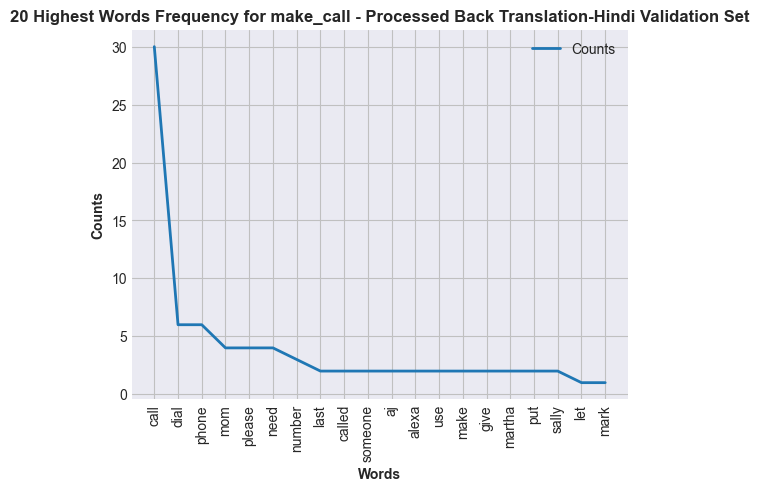 20 Highest Words Frequency for make_call - Processed Back Translation-Hindi Validation Set
Counts
30
25
20
15
10
5
0
Counts
call
dial
phone
mom
please
need
number
last
called
someone
aj
alexa
use
make
give
martha
put
sally
let
mark
Words